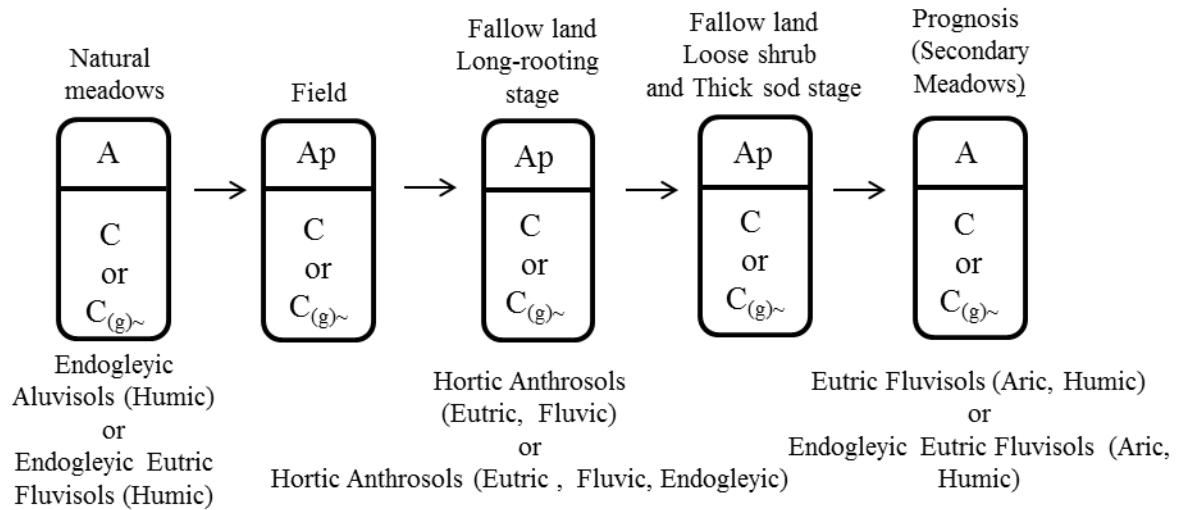 Natural
meadows
A
C
or
C(g)~
Endogleyic
Aluvisols (Humic)
or
Endogleyic Eutric
Fluvisols (Humic)
Field
Ap
C
or
C(g)~
Fallow land
Long-rooting
stage
Ap
C
or
C(g)~
Fallow land
Loose shrub
and Thick sod stage
Ap
C
or
C(g)~
Hortic Anthrosols
(Eutric, Fluvic)
or
Hortic Anthrosols (Eutric , Fluvic, Endogleyic)
Prognosis
(Secondary
Meadows)
A
C
or
C(g)~
Eutric Fluvisols (Aric, Humic)
or
Endogleyic Eutric Fluvisols (Aric,
Humic)